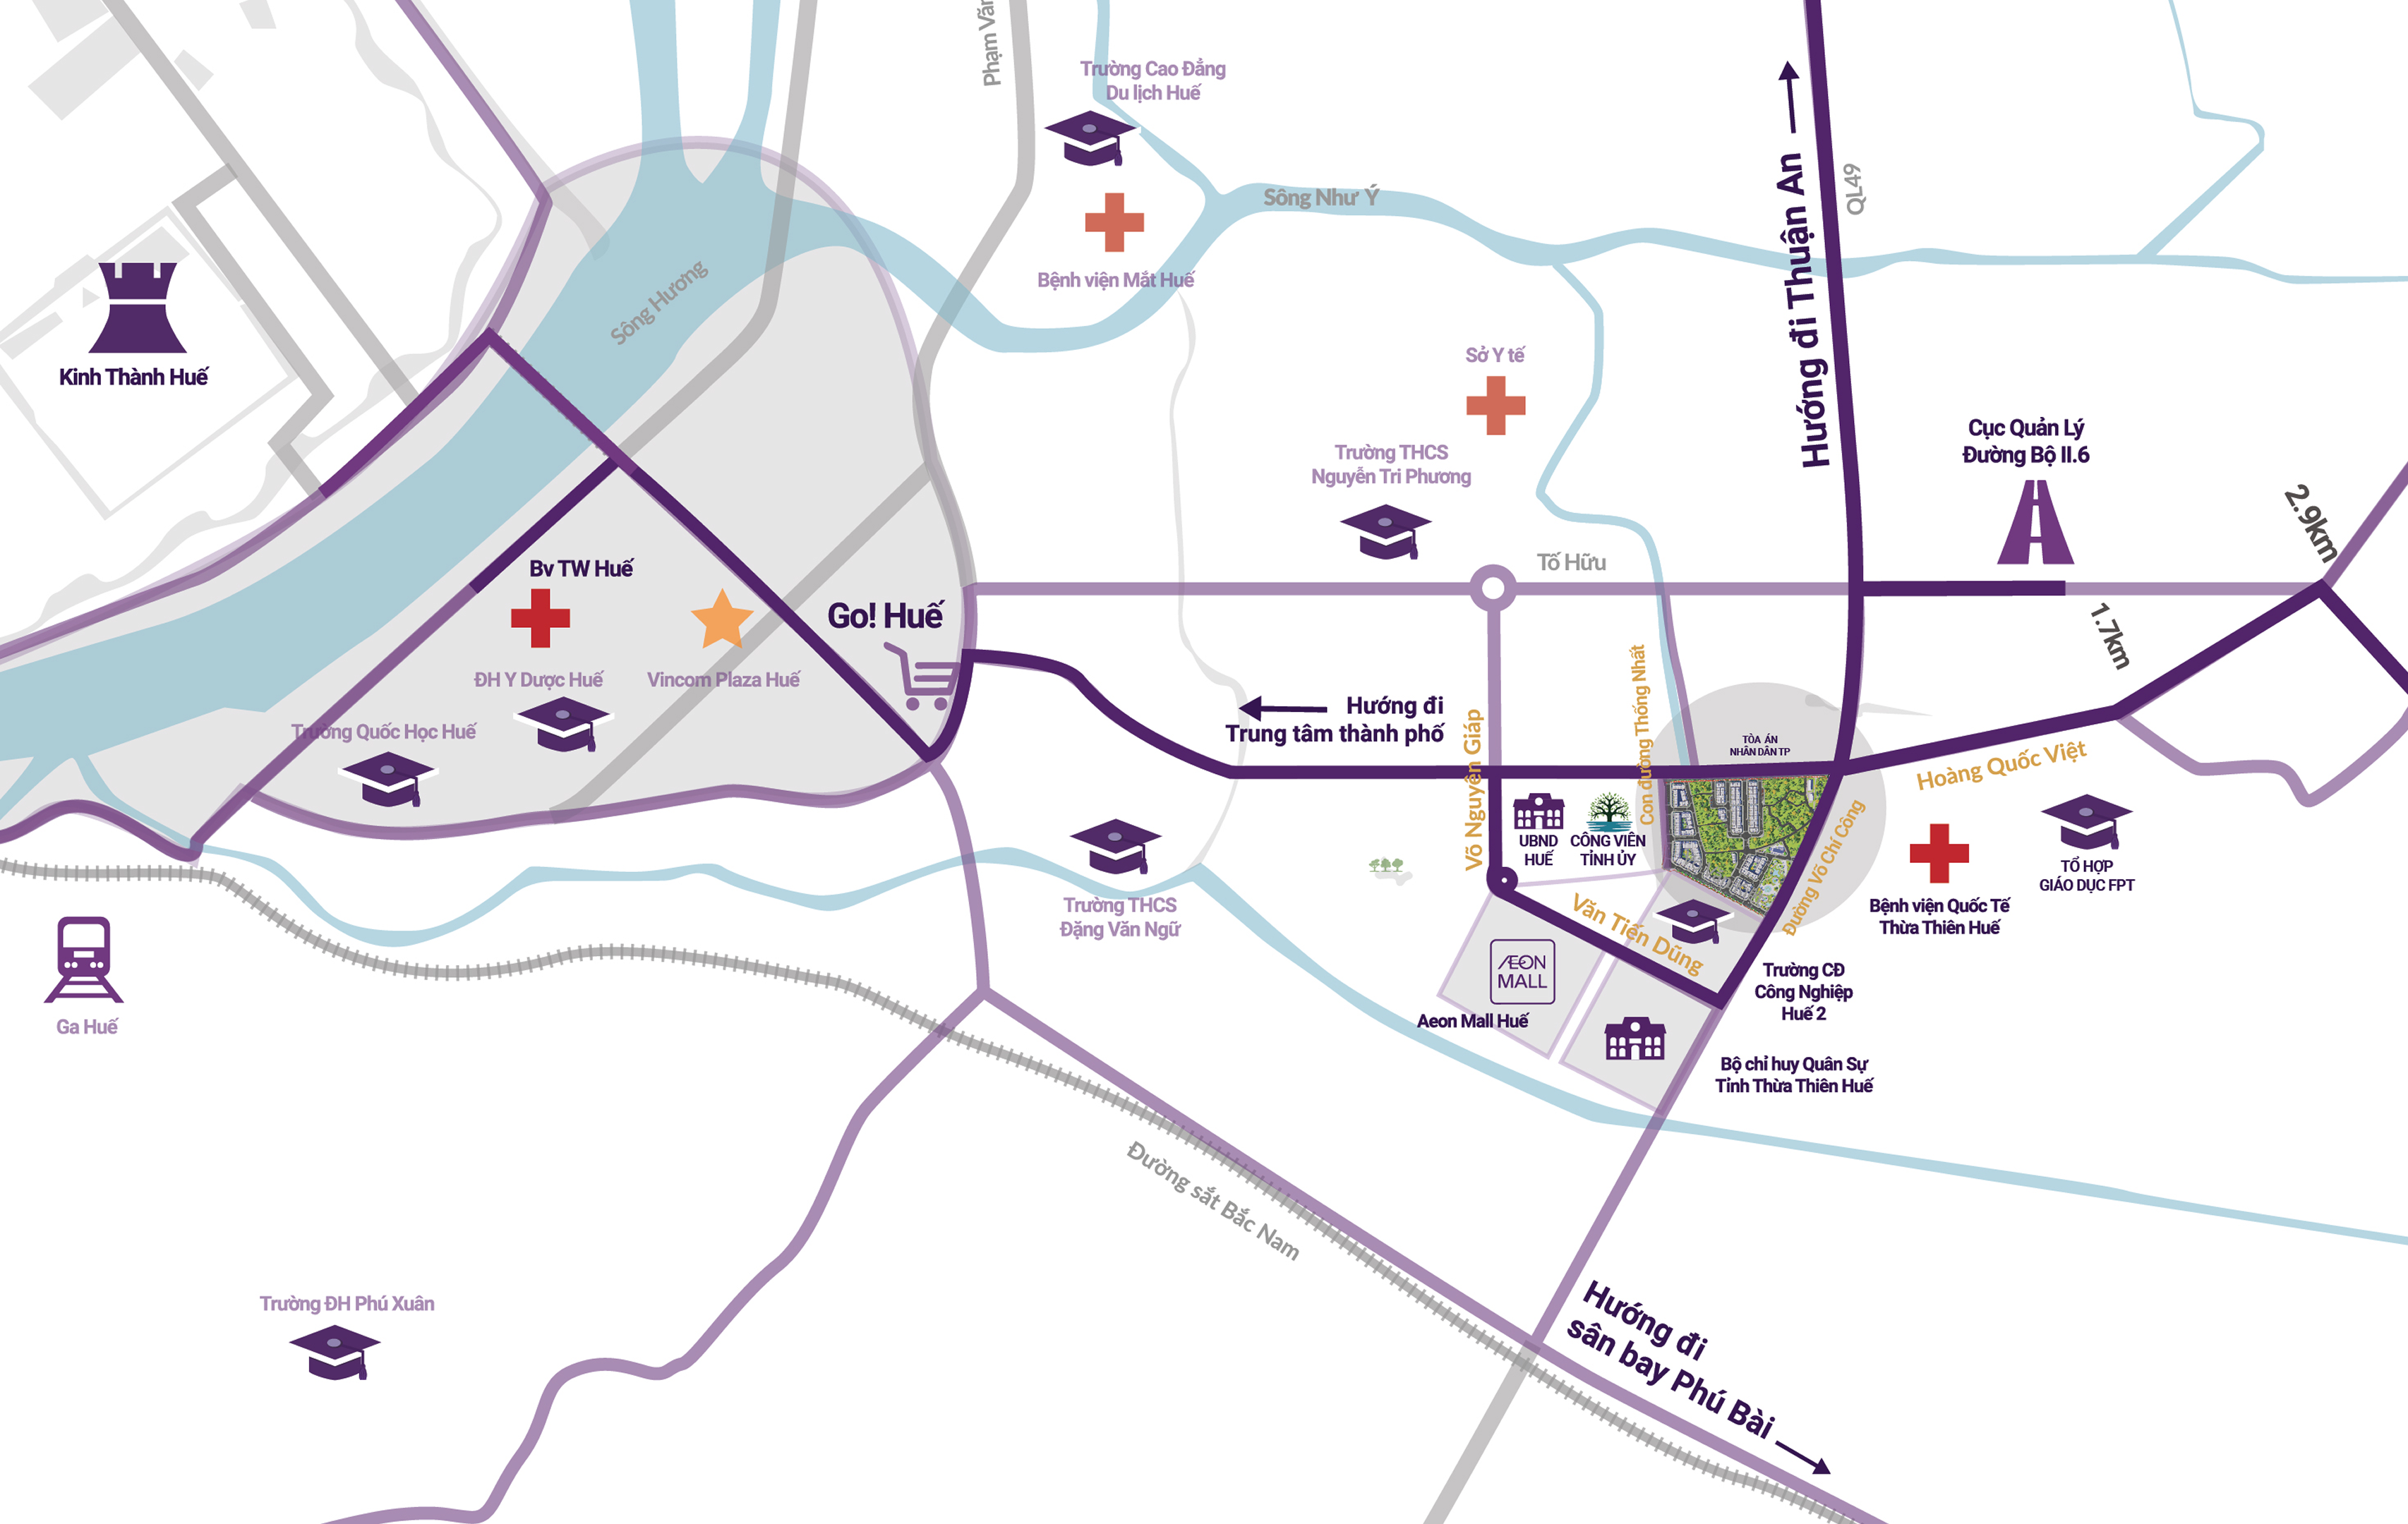 Phạm Văn
Trường Cao Đẳng
Du lịch Huế
Bệnh viện Mắt Huế
Sông Như Ý
Hướng đi Thuận An
QL49
Sông Hương
Kinh Thành Huế
Sở Y tế
Trường THCS
Nguyễn Tri Phương
Cục Quản Lý
Đường Bộ II.6
2.9km
Tố Hữu
1.7km
Bv TW Huế
Go! Huế
ĐH Y Dược Huế
Vincom Plaza Huế
Trường Quốc Học Huế
Hướng đi
Trung tâm thành phố
Võ Nguyên Giáp
Con đường Thống Nhất
TÒA ÁN
NHÂN DÂN TP
Hoàng Quốc Việt
Đường Võ Chí Công
UBND
HUẾ
CÔNG VIÊN
TỈNH ỦY
TỔ HỢP
GIÁO DỤC FPT
Bệnh viện Quốc Tế
Thừa Thiên Huế
Trường THCS
Đặng Văn Ngữ
Văn Tiến Dũng
ÆON
MALL
Aeon Mall Huế
Trường CĐ
Công Nghiệp
Huế 2
Bộ chỉ huy Quân Sự
Tỉnh Thừa Thiên Huế
Ga Huế
Đường sắt Bắc Nam
Trường ĐH Phú Xuân
Hướng đi
sân bay Phú Bài